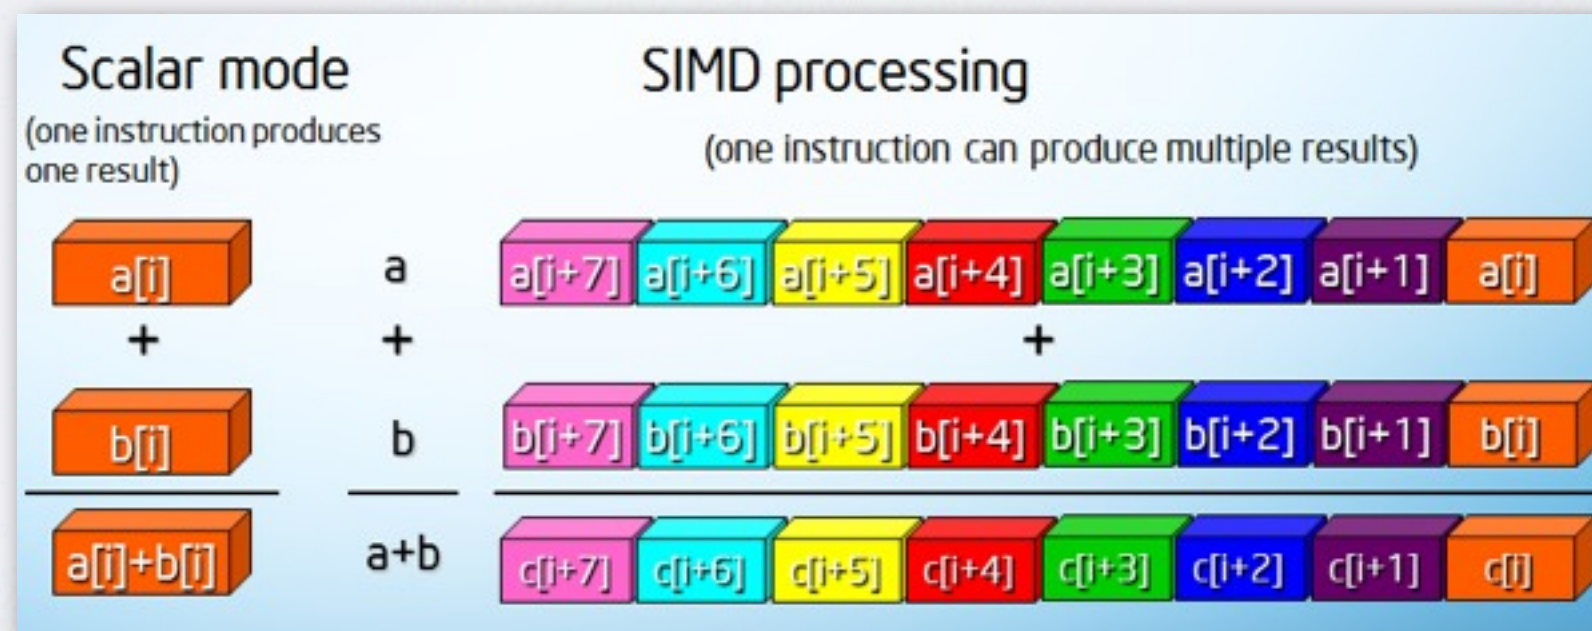 Scalar mode
(one instruction produces
one result)
SIMD processing
(one instruction can produce multiple results)
a[i]
+
b[i]
a[i]+b[i]
a
+
b
a+b
a[i+7] a[i+6] a[i+5] a[i+4] a[i+3] a[i+2] a[i+1] a[i]
+
b[i+7] b[i+6] b[i+5] b[i+4] b[i+3] b[i+2] b[i+1] b[i]
c[i+7] c[i+6] c[i+5] c[i+4] c[i+3] c[i+2] c[i+1] c[i]